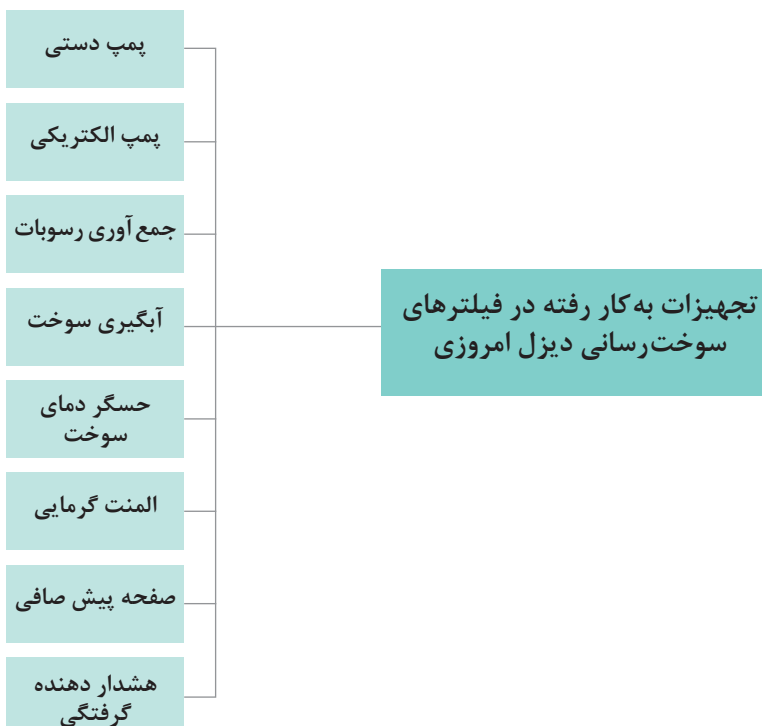 تجهیزات به‌کار رفته در فیلترهای
سوخت‌رسانی دیزل امروزی
پمپ دستی
پمپ الکتریکی
جمع‌آوری رسوبات
آبگیری سوخت
حسگر دمای
سوخت
المنت گرمایی
صفحه پیش صافی
هشدار دهنده
گرفتگی